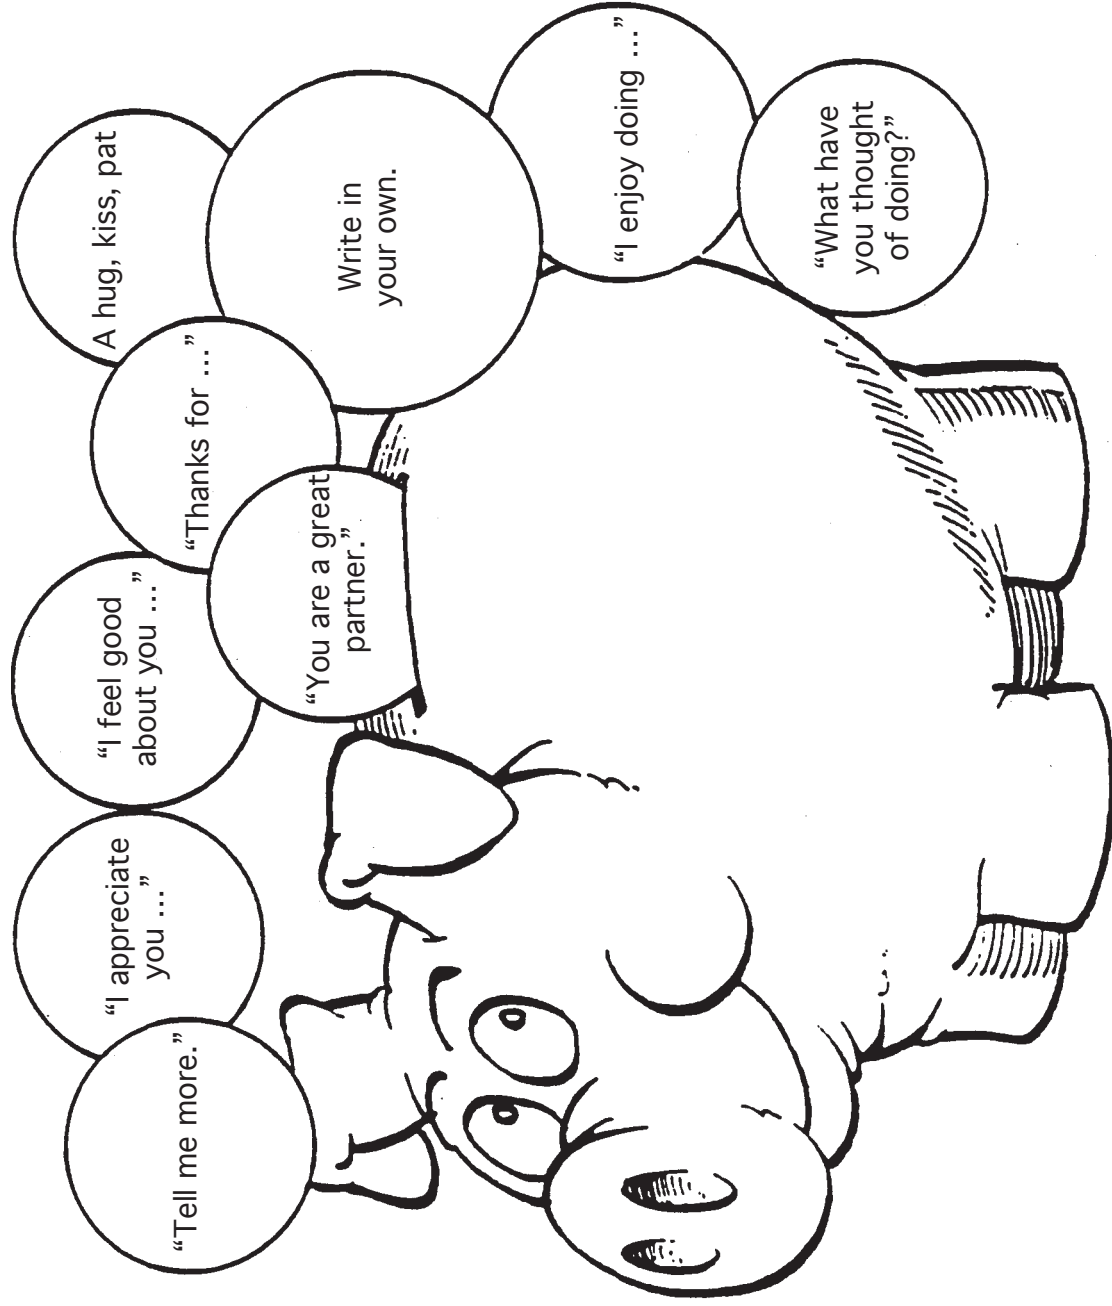 “Tell me more.”
“I appreciate
you ...”
“I feel good
about you ...”
“You are a great
partner.”
“Thanks for ...”
A hug, kiss, pat
Write in
your own.
“I enjoy doing ...”
“What have
you thought
of doing?”